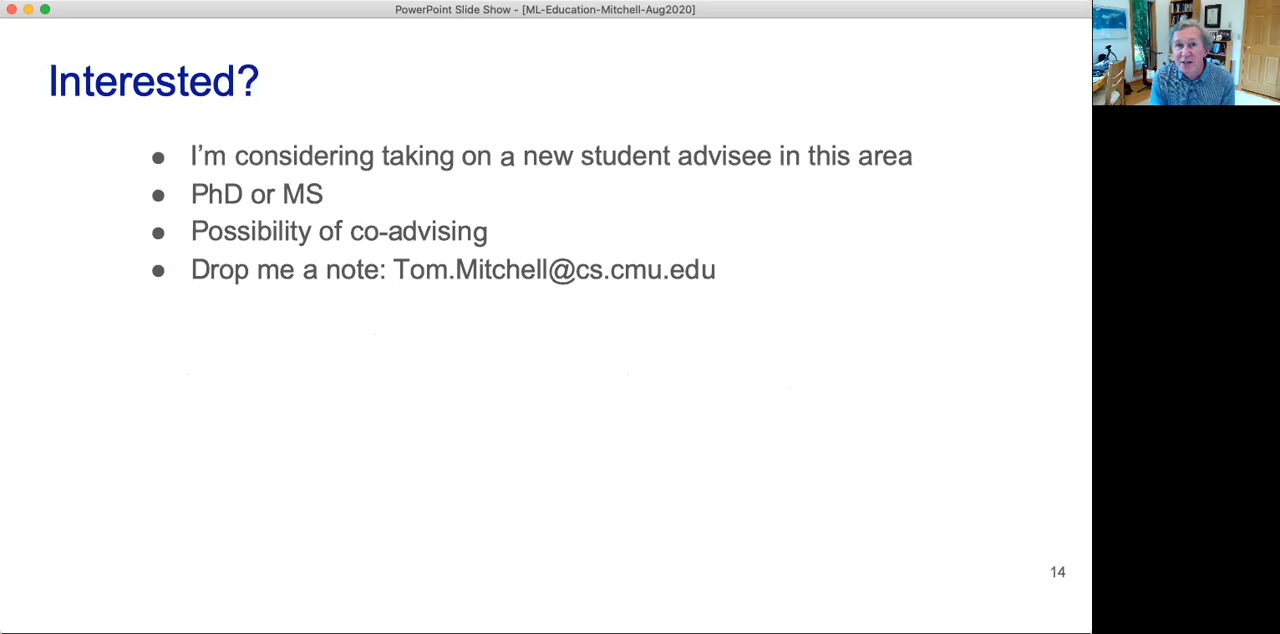 PowerPoint Slide Show - [ML-Education-Mitchell-Aug2020]
Interested?
● I'm considering taking on a new student advisee in this area
● PhD or MS
● Possibility of co-advising
● Drop me a note: Tom.Mitchell@cs.cmu.edu
14